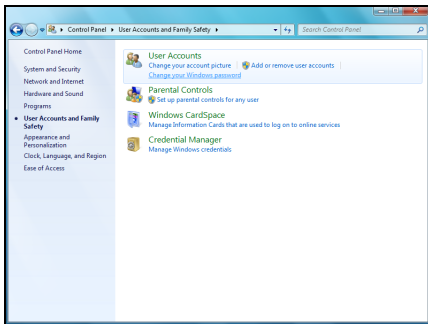 Control Panel ▸ User Accounts and Family Safety ▸ Search Control Panel
Control Panel Home
System and Security
Network and Internet
Hardware and Sound
Programs
User Accounts and Family
Safety
Appearance and
Personalization
Clock, Language, and Region
Ease of Access
User Accounts
Change your account picture Add or remove user accounts
Change your Windows password
Parental Controls
Set up parental controls for any user
Windows CardSpace
Manage Information Cards that are used to log on to online services
Credential Manager
Manage Windows credentials